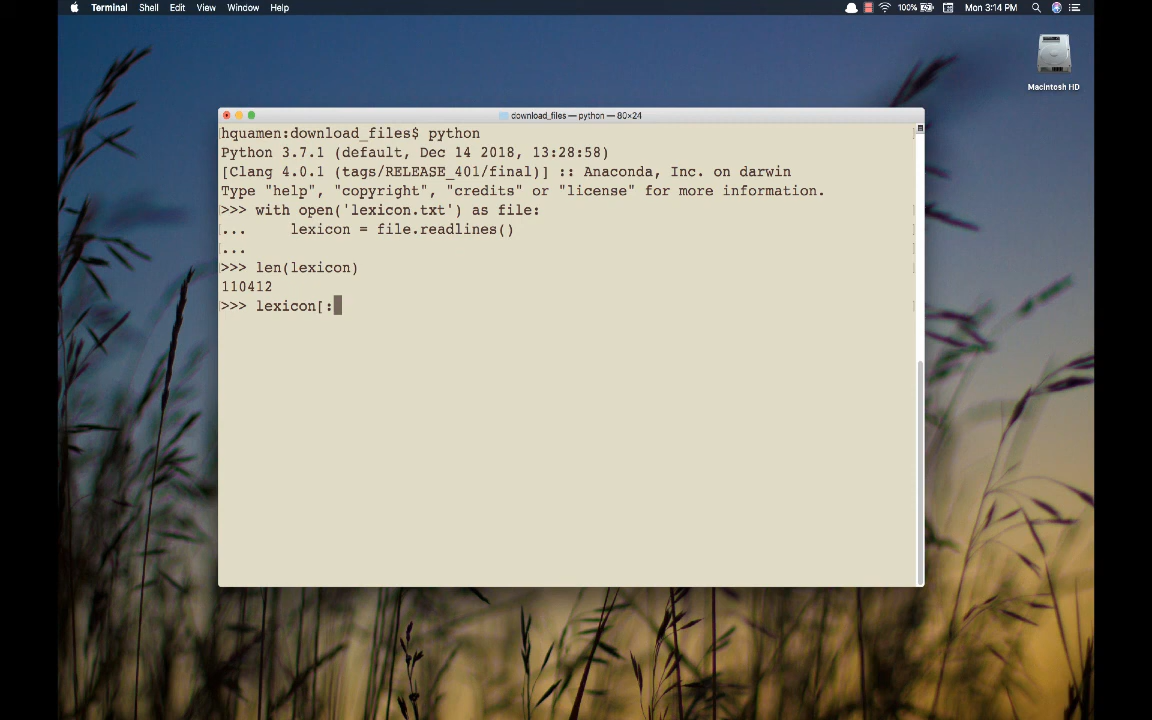 Terminal Shell Edit View Window Help 100% Mon 3:14 PM
Macintosh HD
download_files — python — 80×24
hquamen:download_files$ python
Python 3.7.1 (default, Dec 14 2018, 13:28:58)
[Clang 4.0.1 (tags/RELEASE_401/final)] :: Anaconda, Inc. on darwin
Type "help", "copyright", "credits" or "license" for more information.
>>> with open('lexicon.txt') as file:
...     lexicon = file.readlines()
...
>>> len(lexicon)
110412
>>> lexicon[: